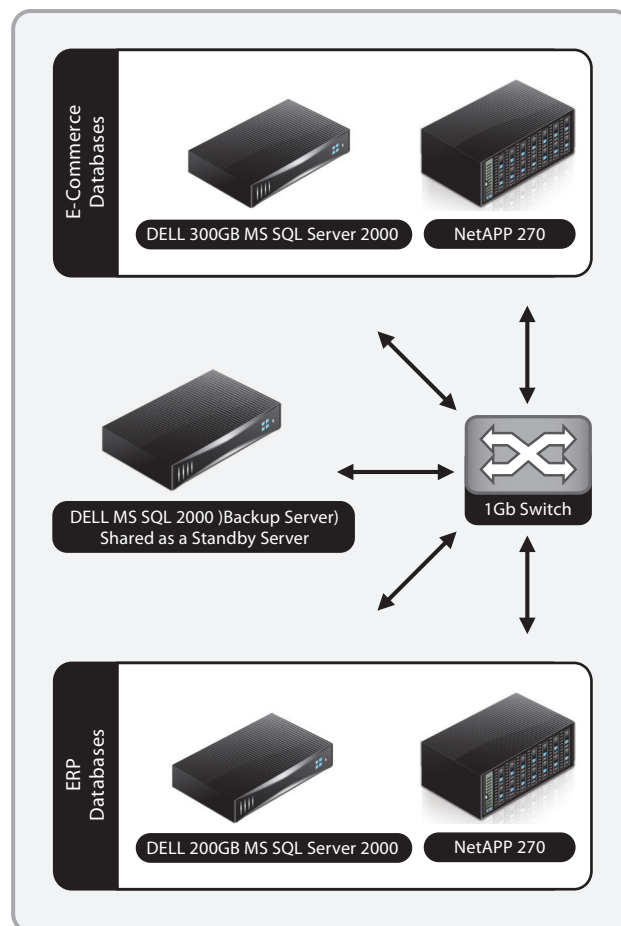 E-Commerce
Databases
DELL 300GB MS SQL Server 2000
NetAPP 270
DELL MS SQL 2000 )Backup Server)
Shared as a Standby Server
1Gb Switch
ERP
Databases
DELL 200GB MS SQL Server 2000
NetAPP 270